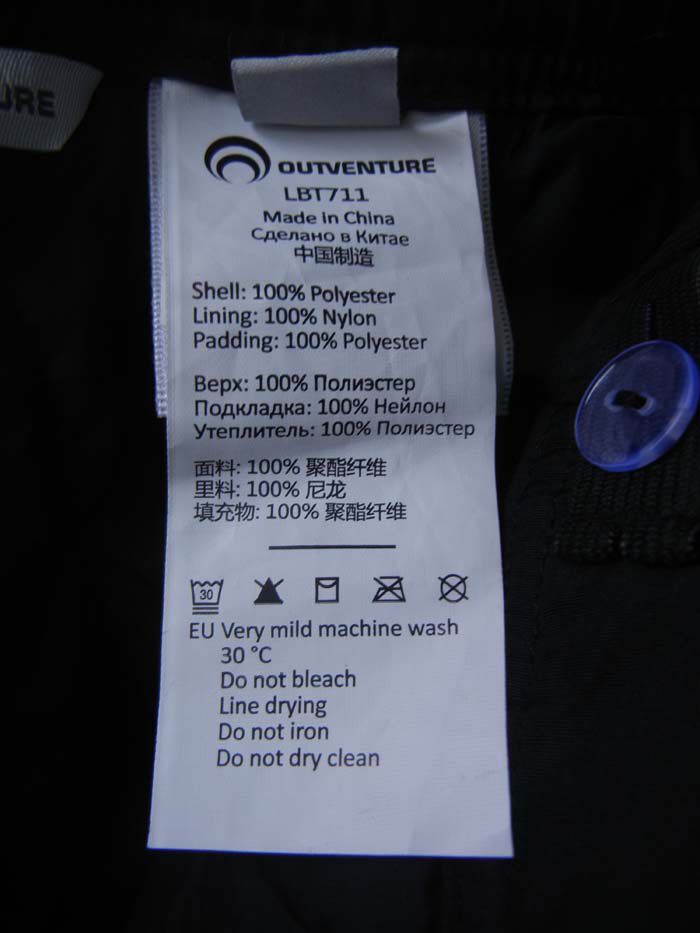 URE
OUTVENTURE
LBT711
Made in China
Сделано в Китае
中国制造
Shell: 100% Polyester
Lining: 100% Nylon
Padding: 100% Polyester
Верх: 100% Полиэстер
Подкладка: 100% Нейлон
Утеплитель: 100% Полиэстер
面料: 100% 聚酯纤维
里料: 100% 尼龙
填充物: 100% 聚酯纤维
30
EU Very mild machine wash
30 °C
Do not bleach
Line drying
Do not iron
Do not dry clean